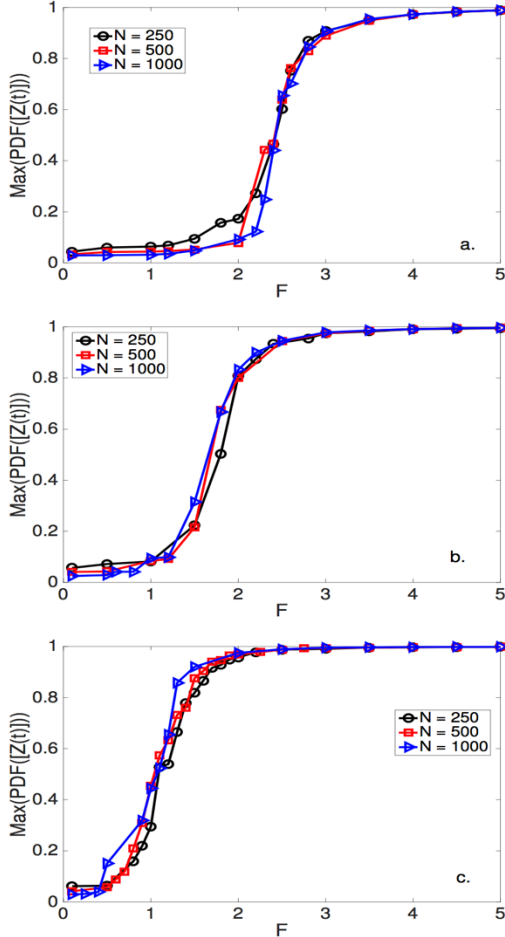 1
0.8
0.6
0.4
0.2
0
Max(PDF([Z(t)]))
N = 250
N = 500
N = 1000
a.
0 1 2 3 4 5
F
1
0.8
0.6
0.4
0.2
0
Max(PDF([Z(t)]))
N = 250
N = 500
N = 1000
b.
0 1 2 3 4 5
F
1
0.8
0.6
0.4
0.2
0
Max(PDF([Z(t)]))
N = 250
N = 500
N = 1000
c.
0 1 2 3 4 5
F